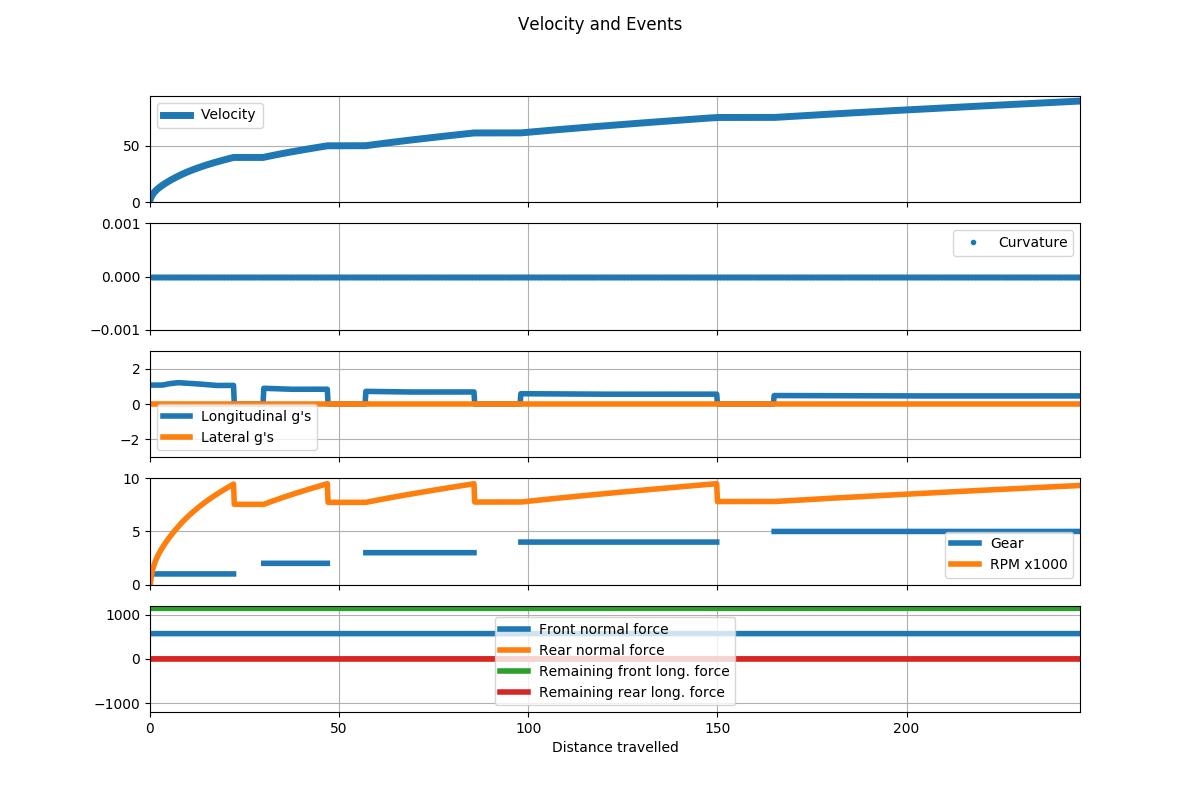 Velocity and Events
Velocity
50
0
0.001
0.000
−0.001
Curvature
2
0
−2
Longitudinal g's
Lateral g's
10
5
0
Gear
RPM x1000
1000
0
−1000
Front normal force
Rear normal force
Remaining front long. force
Remaining rear long. force
0 50 100 150 200
Distance travelled